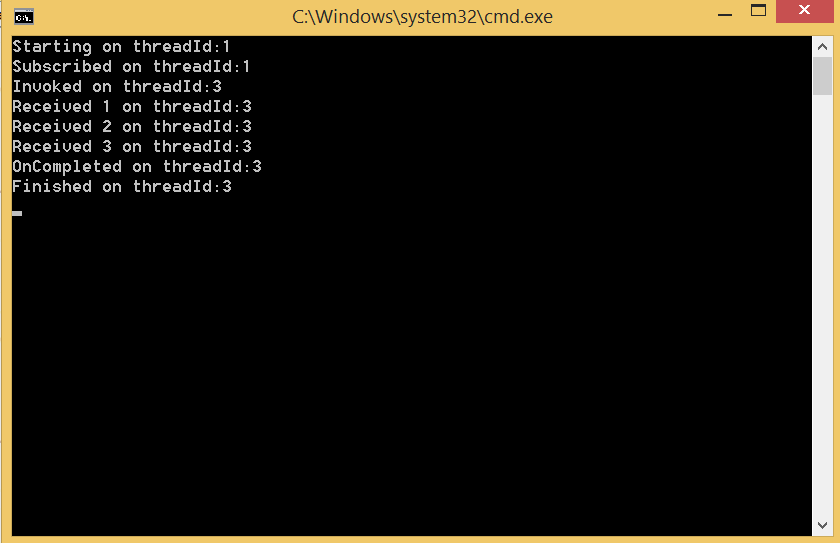 C:\Windows\system32\cmd.exe
Starting on threadId:1
Subscribed on threadId:1
Invoked on threadId:3
Received 1 on threadId:3
Received 2 on threadId:3
Received 3 on threadId:3
OnCompleted on threadId:3
Finished on threadId:3